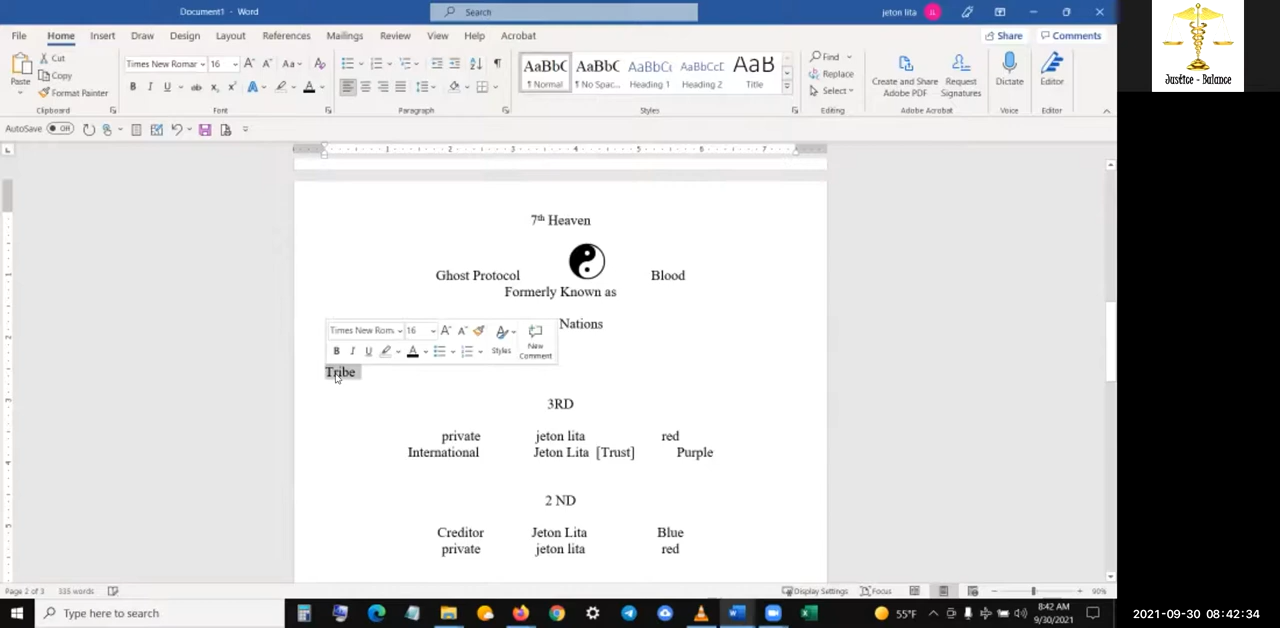 Document1 - Word
Search
jeton lita
JL
File Home Insert Draw Design Layout References Mailings Review View Help Acrobat
Share Comments
Paste
Cut
Copy
Format Painter
Clipboard
Times New Roman 16
Font
Paragraph
AaBbC AaBbC AaBbC AaBbCcD AaB
¶ Normal ¶ No Spac... Heading 1 Heading 2 Title
Styles
Find
Replace
Select
Editing
Create and Share Adobe PDF
Request Signatures
Adobe Acrobat
Dictate
Voice
Editor
Editor
AutoSave Off
7th Heaven
Ghost Protocol Blood
Formerly Known as
Nations
Times New Rom 16
Styles
New Comment
Tribe
3RD
private jeton lita red
International Jeton Lita [Trust] Purple
2 ND
Creditor Jeton Lita Blue
private jeton lita red
Page 2 of 3 335 words
Display Settings Focus 90%
Type here to search
55°F
8:42 AM
9/30/2021
Justice - Balance
2021-09-30 08:42:34